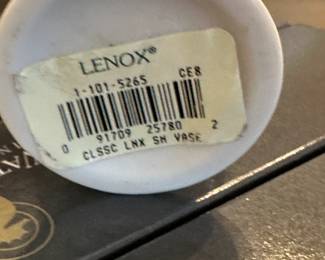 LENOX®
1-101-5265 CE8
0 91709 25780 2
CLSSC LNX SM VASE